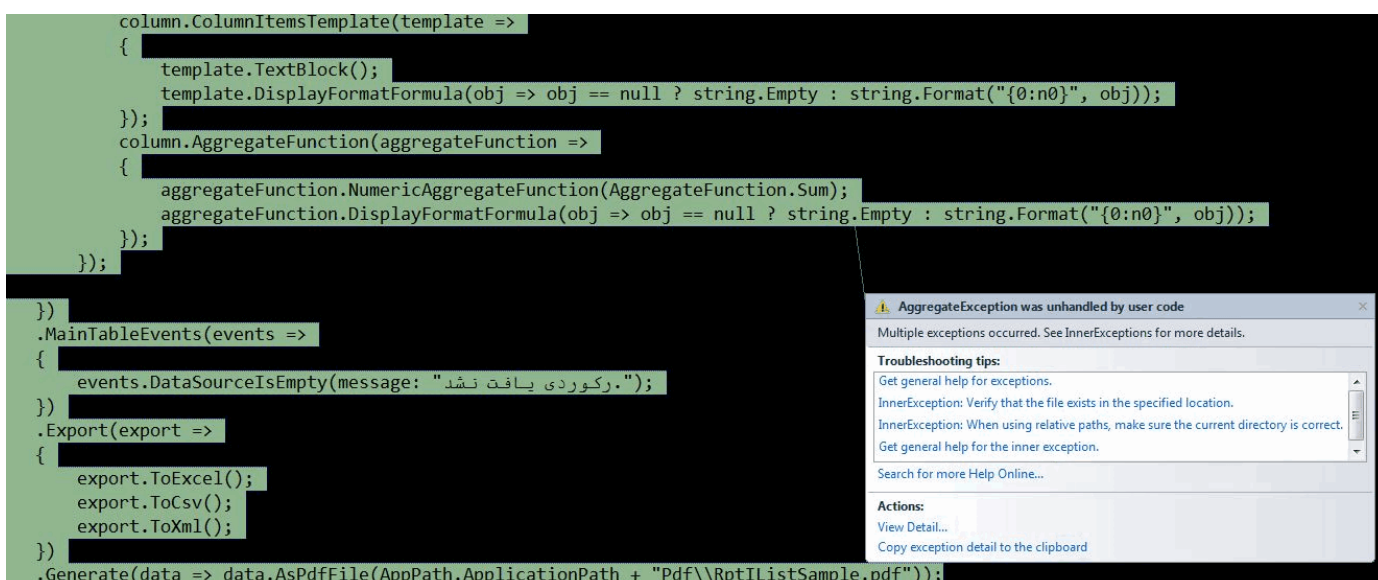 column.ColumnItemsTemplate(template =>
{
template.TextBlock();
template.DisplayFormatFormula(obj => obj == null ? string.Empty : string.Format("{0:n0}", obj));
});
column.AggregateFunction(aggregateFunction =>
{
aggregateFunction.NumericAggregateFunction(AggregateFunction.Sum);
aggregateFunction.DisplayFormatFormula(obj => obj == null ? string.Empty : string.Format("{0:n0}", obj));
});
});
})
.MainTableEvents(events =>
{
events.DataSourceIsEmpty(message: "رکوردی یافت نشد.");
})
.Export(export =>
{
export.ToExcel();
export.ToCsv();
export.ToXml();
})
.Generate(data => data.AsPdfFile(AppPath.ApplicationPath + "Pdf\\RptIListSample.pdf"));
AggregateException was unhandled by user code
Multiple exceptions occurred. See InnerExceptions for more details.
Troubleshooting tips:
Get general help for exceptions.
InnerException: Verify that the file exists in the specified location.
InnerException: When using relative paths, make sure the current directory is correct.
Get general help for the inner exception.
Search for more Help Online...
Actions:
View Detail...
Copy exception detail to the clipboard